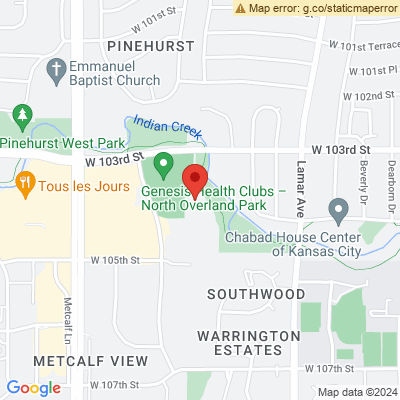 Map error: g.co/staticmaperror
W 101st Terrace
PINEHURST
W 101st Pl
Emmanuel
Baptist Church
W 102nd St
Indian Creek
Pinehurst West Park
W 103rd St
W 103rd St
Genesis Health Clubs –
North Overland Park
Tous les Jours
Lamar Ave
Beverly Dr
Dearborn Dr
Chabad House Center
of Kansas City
W 105th St
SOUTHWOOD
Metcalf Ln
WARRINGTON
ESTATES
METCALF VIEW
W 107th St
W 107th St
Google
Map data ©2024